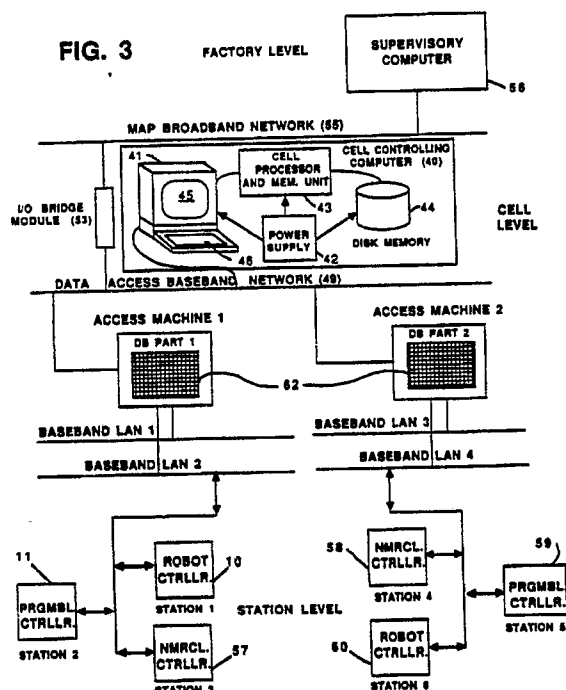 FIG. 3
FACTORY LEVEL
SUPERVISORY
COMPUTER
56
MAP BROADBAND NETWORK (55)
41
CELL
PROCESSOR
AND MEM. UNIT
CELL CONTROLLING
COMPUTER (40)
45
43
44
I/O BRIDGE
MODULE (53)
POWER
SUPPLY
42
DISK MEMORY
CELL
LEVEL
46
DATA ACCESS BASEBAND
NETWORK (49)
ACCESS MACHINE 1
DB PART 1
ACCESS MACHINE 2
DB PART 2
62
BASEBAND LAN 1
BASEBAND LAN 3
BASEBAND LAN 2
BASEBAND LAN 4
11
PRGMBL.
CTRLLR.
STATION 2
ROBOT
CTRLLR.
10
STATION 1
NMRCL.
CTRLLR.
57
STATION LEVEL
58
NMRCL.
CTRLLR.
STATION 4
59
PRGMBL.
CTRLLR.
STATION 5
60
ROBOT
CTRLLR.
STATION 6